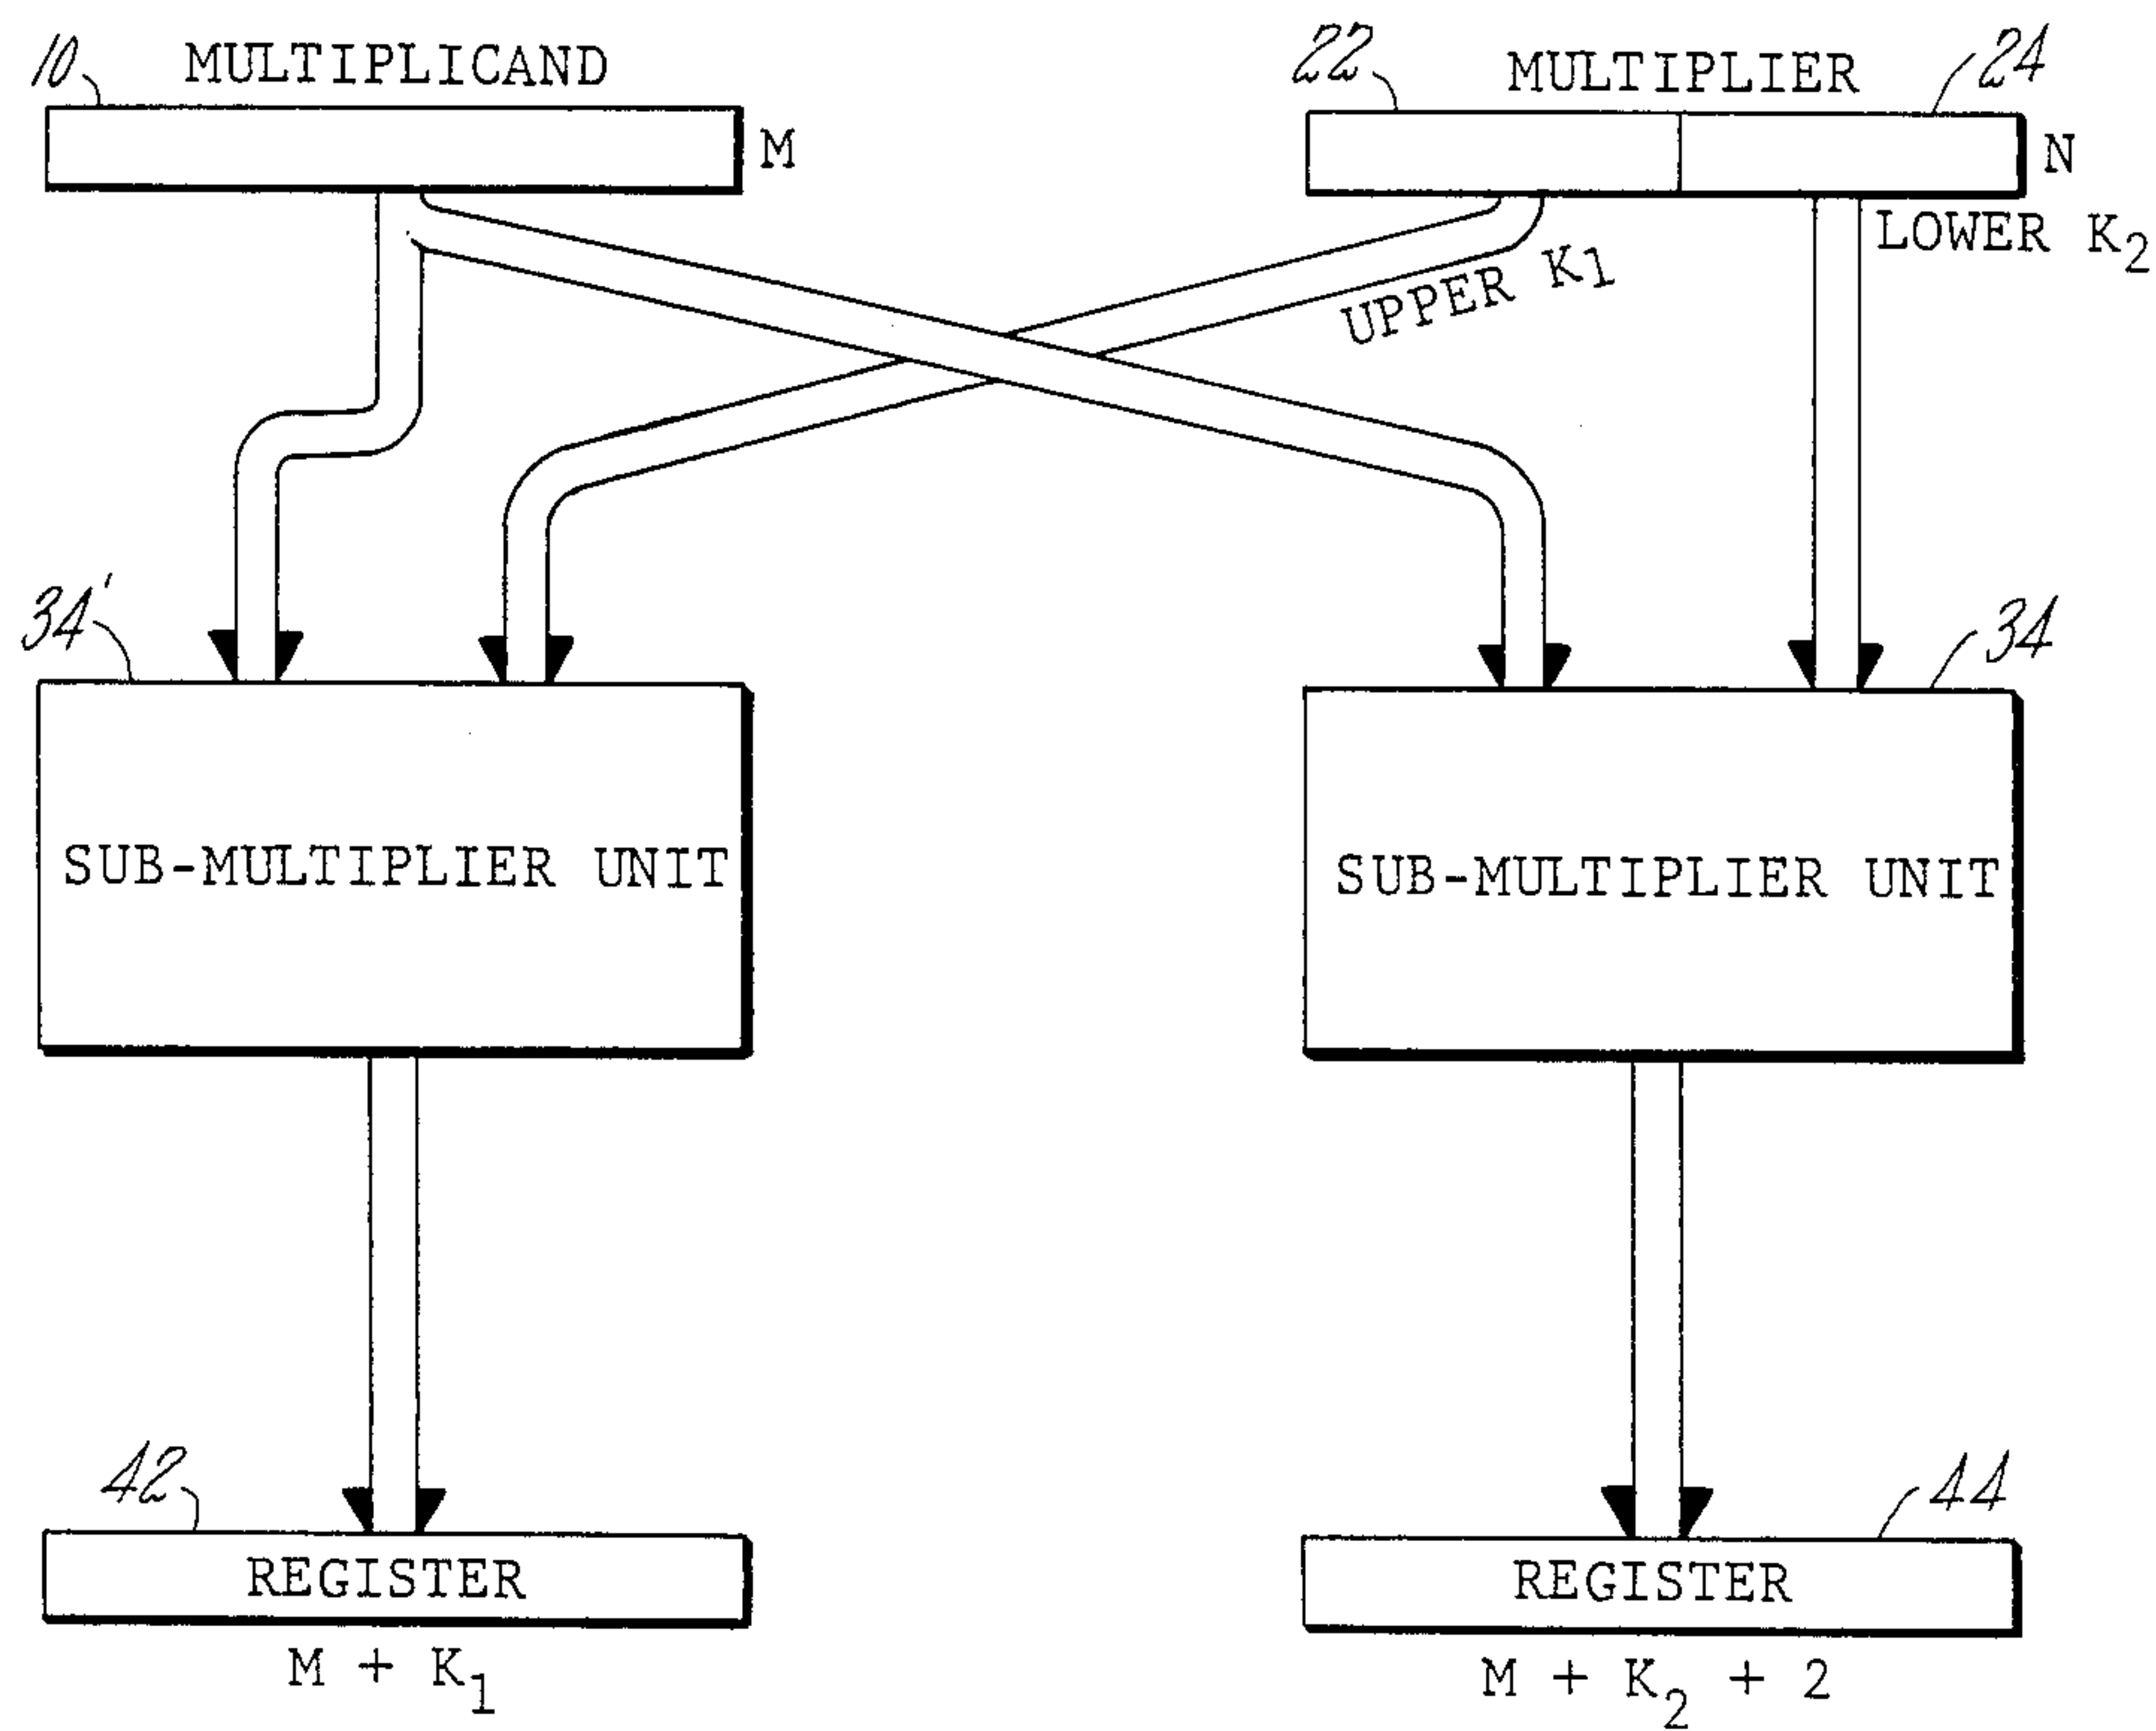 10 MULTIPLICAND
22 MULTIPLIER 24
M
N
LOWER K2
UPPER K1
34'
34
SUB-MULTIPLIER UNIT
SUB-MULTIPLIER UNIT
42
44
REGISTER
REGISTER
M + K1
M + K2 + 2